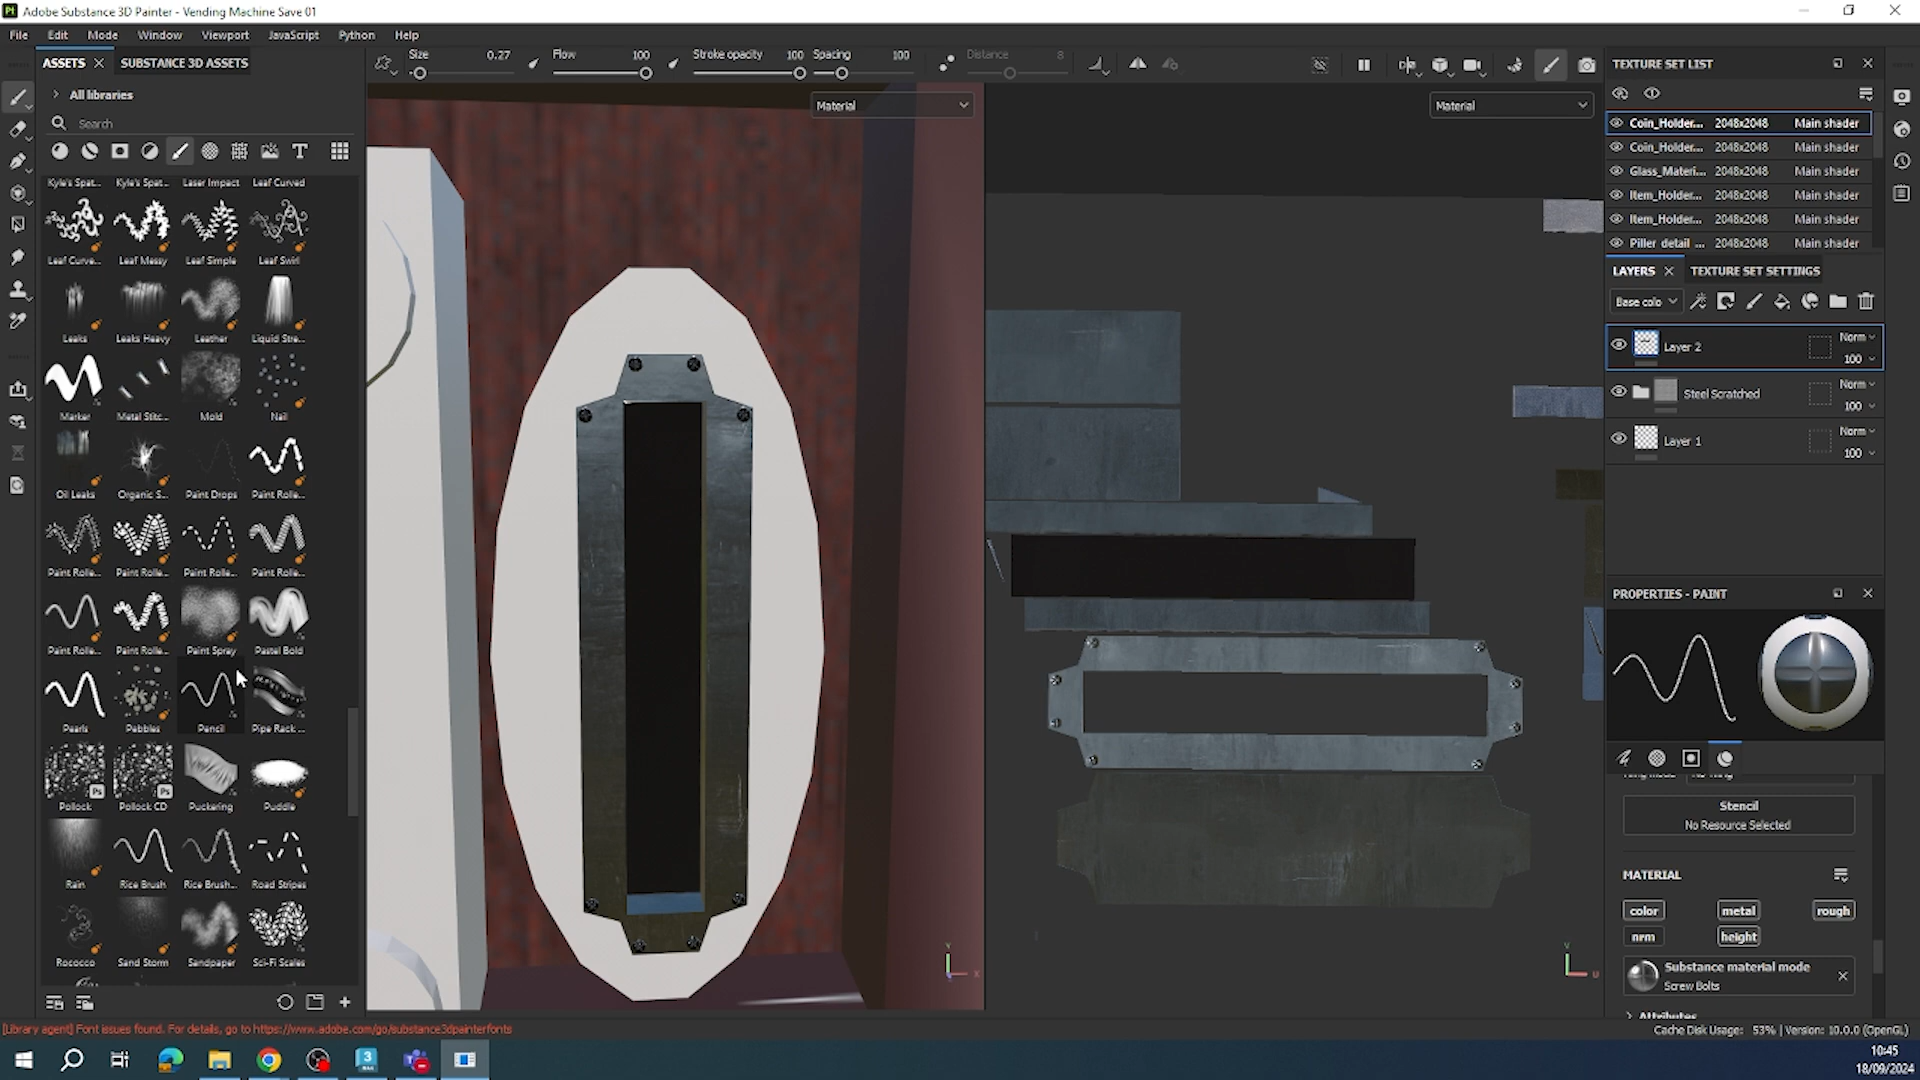 Adobe Substance 3D Painter - Vending Machine Save 01
File Edit Mode Window Viewport JavaScript Python Help
ASSETS SUBSTANCE 3D ASSETS
Size 0.27 Flow 100 Stroke opacity 100 Spacing 100 Distance 8
All libraries
Search
Material
Material
Kyle's Spat... Kyle's Spat... Laser Impact Leaf Curved
Leaf Curve... Leaf Messy Leaf Simple Leaf Swirl
Leaks Leaks Heavy Leather Liquid Stre...
Marker Metal Stitc... Mold Nail
Oil Leaks Organic S... Paint Drops Paint Rolle...
Paint Rolle... Paint Rolle... Paint Rolle... Paint Rolle...
Paint Rolle... Paint Rolle... Paint Spray Pastel Bold
Pearls Pebbles Pencil Pipe Rack ...
Pollock Pollock CD Puckering Puddle
Ps Ps
Rain Rice Brush Rice Brush... Road Stripes
Rococco Sand Storm Sandpaper Sci-Fi Scales
TEXTURE SET LIST
Coin_Holder... 2048x2048 Main shader
Coin_Holder... 2048x2048 Main shader
Glass_Materi... 2048x2048 Main shader
Item_Holder... 2048x2048 Main shader
Item_Holder... 2048x2048 Main shader
Piller detail ... 2048x2048 Main shader
LAYERS TEXTURE SET SETTINGS
Base colo
Layer 2 Norm 100
Steel Scratched Norm 100
Layer 1 Norm 100
PROPERTIES - PAINT
Stencil
No Resource Selected
MATERIAL
color metal rough
nrm height
Substance material mode
Screw Bolts
Attributes
[Library agent] Font issues found. For details, go to https://www.adobe.com/go/substance3dpainterfonts
Cache Disk Usage: 53% | Version: 10.0.0 (OpenGL)
10:45
18/09/2024